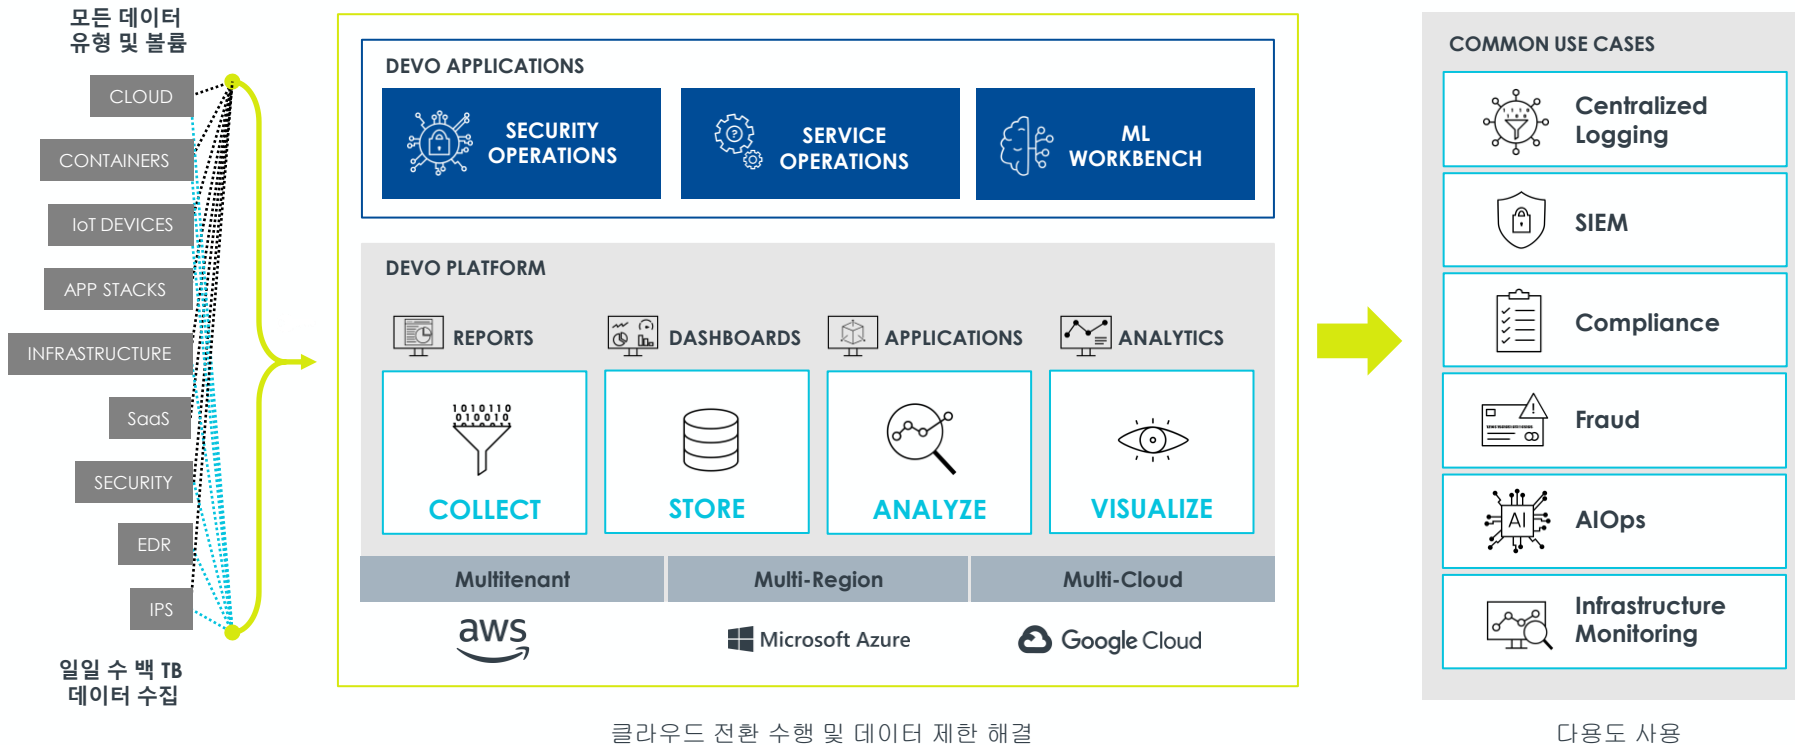 모든 데이터
유형 및 볼륨
CLOUD
CONTAINERS
IoT DEVICES
APP STACKS
INFRASTRUCTURE
SaaS
SECURITY
EDR
IPS
일일 수 백 TB
데이터 수집
DEVO APPLICATIONS
SECURITY
OPERATIONS
SERVICE
OPERATIONS
ML
WORKBENCH
DEVO PLATFORM
REPORTS
DASHBOARDS
APPLICATIONS
ANALYTICS
1010110
010010
COLLECT
STORE
ANALYZE
VISUALIZE
Multitenant
Multi-Region
Multi-Cloud
aws
Microsoft Azure
Google Cloud
클라우드 전환 수행 및 데이터 제한 해결
COMMON USE CASES
Centralized
Logging
SIEM
Compliance
Fraud
AI
AIOps
Infrastructure
Monitoring
다용도 사용